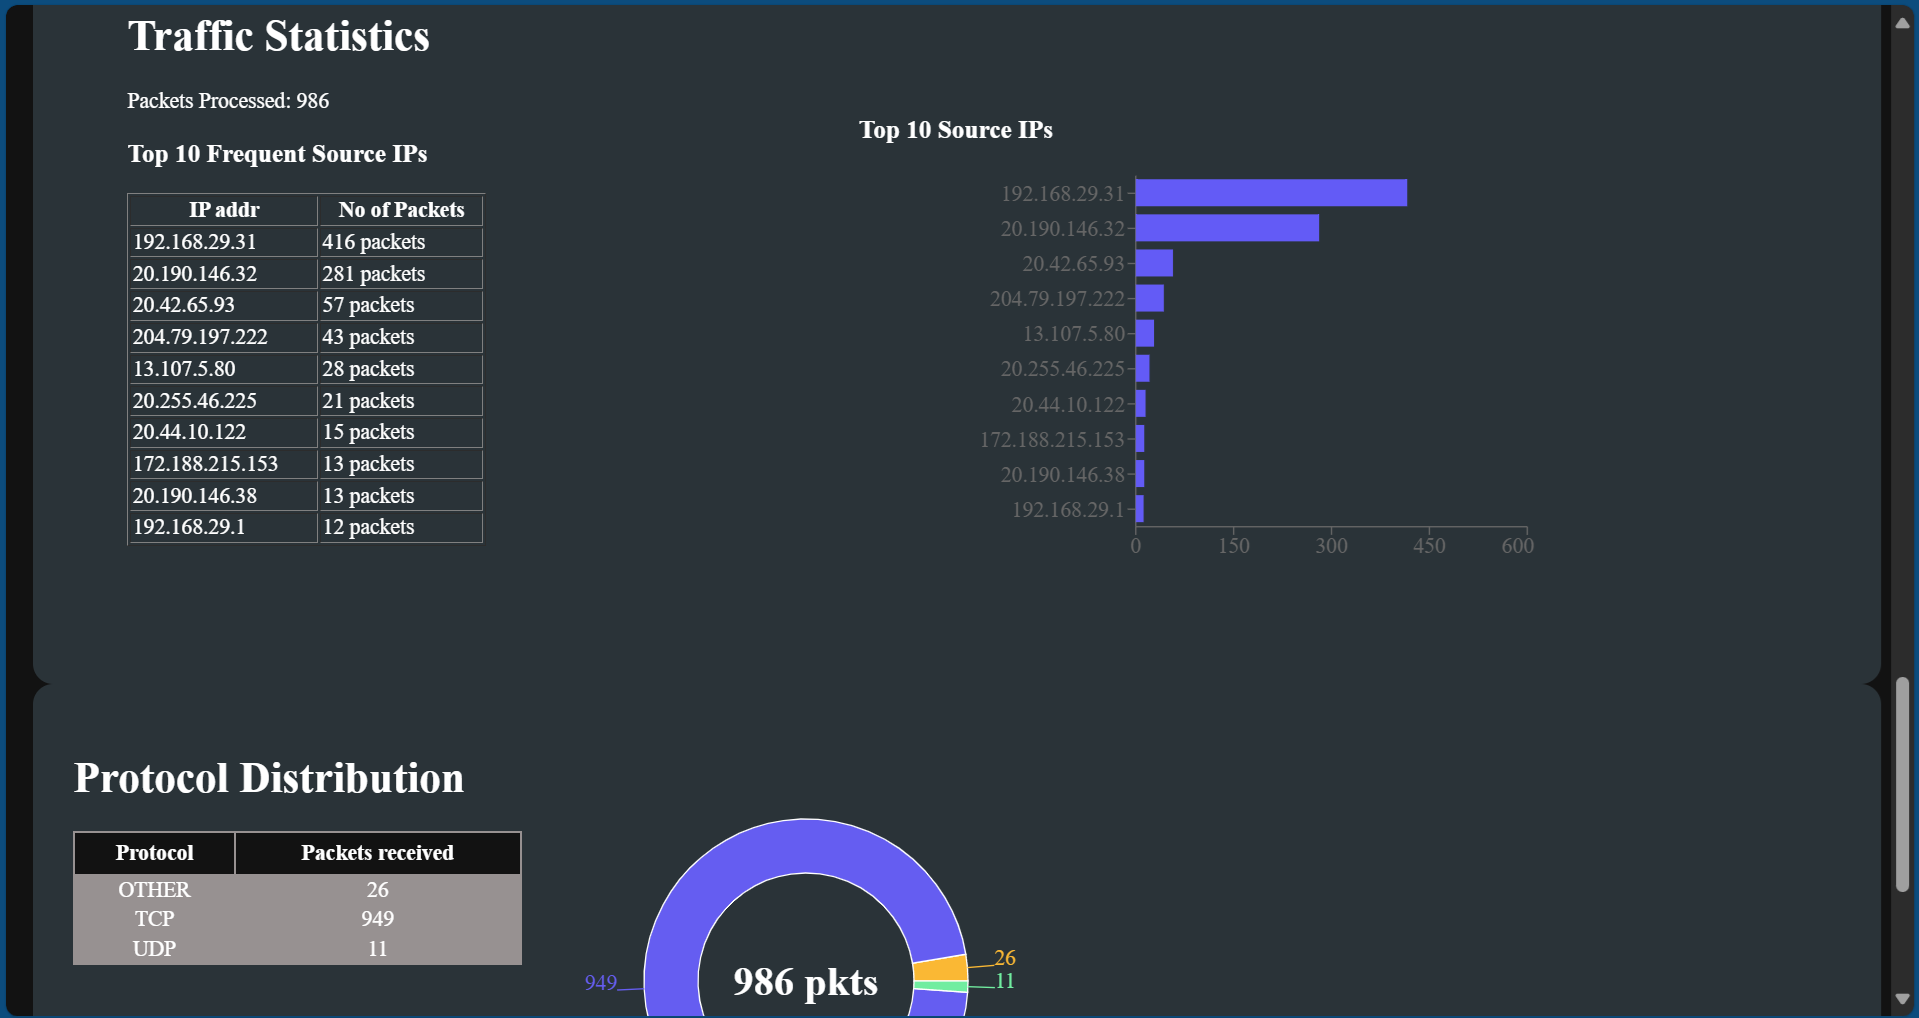 Traffic Statistics
Packets Processed: 986
Top 10 Frequent Source IPs
IP addr No of Packets
192.168.29.31 416 packets
20.190.146.32 281 packets
20.42.65.93 57 packets
204.79.197.222 43 packets
13.107.5.80 28 packets
20.255.46.225 21 packets
20.44.10.122 15 packets
172.188.215.153 13 packets
20.190.146.38 13 packets
192.168.29.1 12 packets
Top 10 Source IPs
192.168.29.31
20.190.146.32
20.42.65.93
204.79.197.222
13.107.5.80
20.255.46.225
20.44.10.122
172.188.215.153
20.190.146.38
192.168.29.1
0 150 300 450 600
Protocol Distribution
Protocol Packets received
OTHER 26
TCP 949
UDP 11
26
11
949
986 pkts